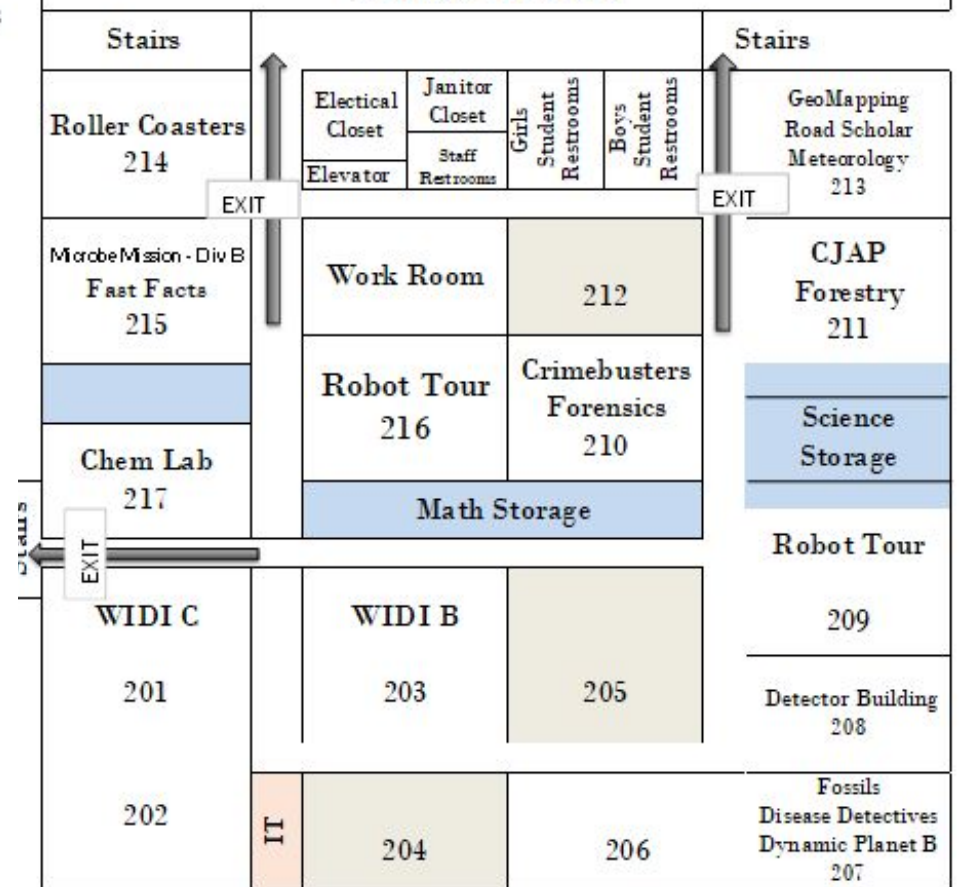 Stairs
Stairs
Roller Coasters
214
EXIT
Electical
Closet
Elevator
Janitor
Closet
Staff
Restrooms
Girls
Student
Restrooms
Boys
Student
Restrooms
EXIT
GeoMapping
Road Scholar
Meteorology
213
Microbe Mission - Div B
Fast Facts
215
Work Room
212
CJAP
Forestry
211
Robot Tour
216
Crimebusters
Forensics
210
Science
Storage
Chem Lab
217
Math Storage
Stairs
EXIT
Robot Tour
209
WIDI C
201
202
WIDI B
203
205
Detector Building
208
IT
204
206
Fossils
Disease Detectives
Dynamic Planet B
207